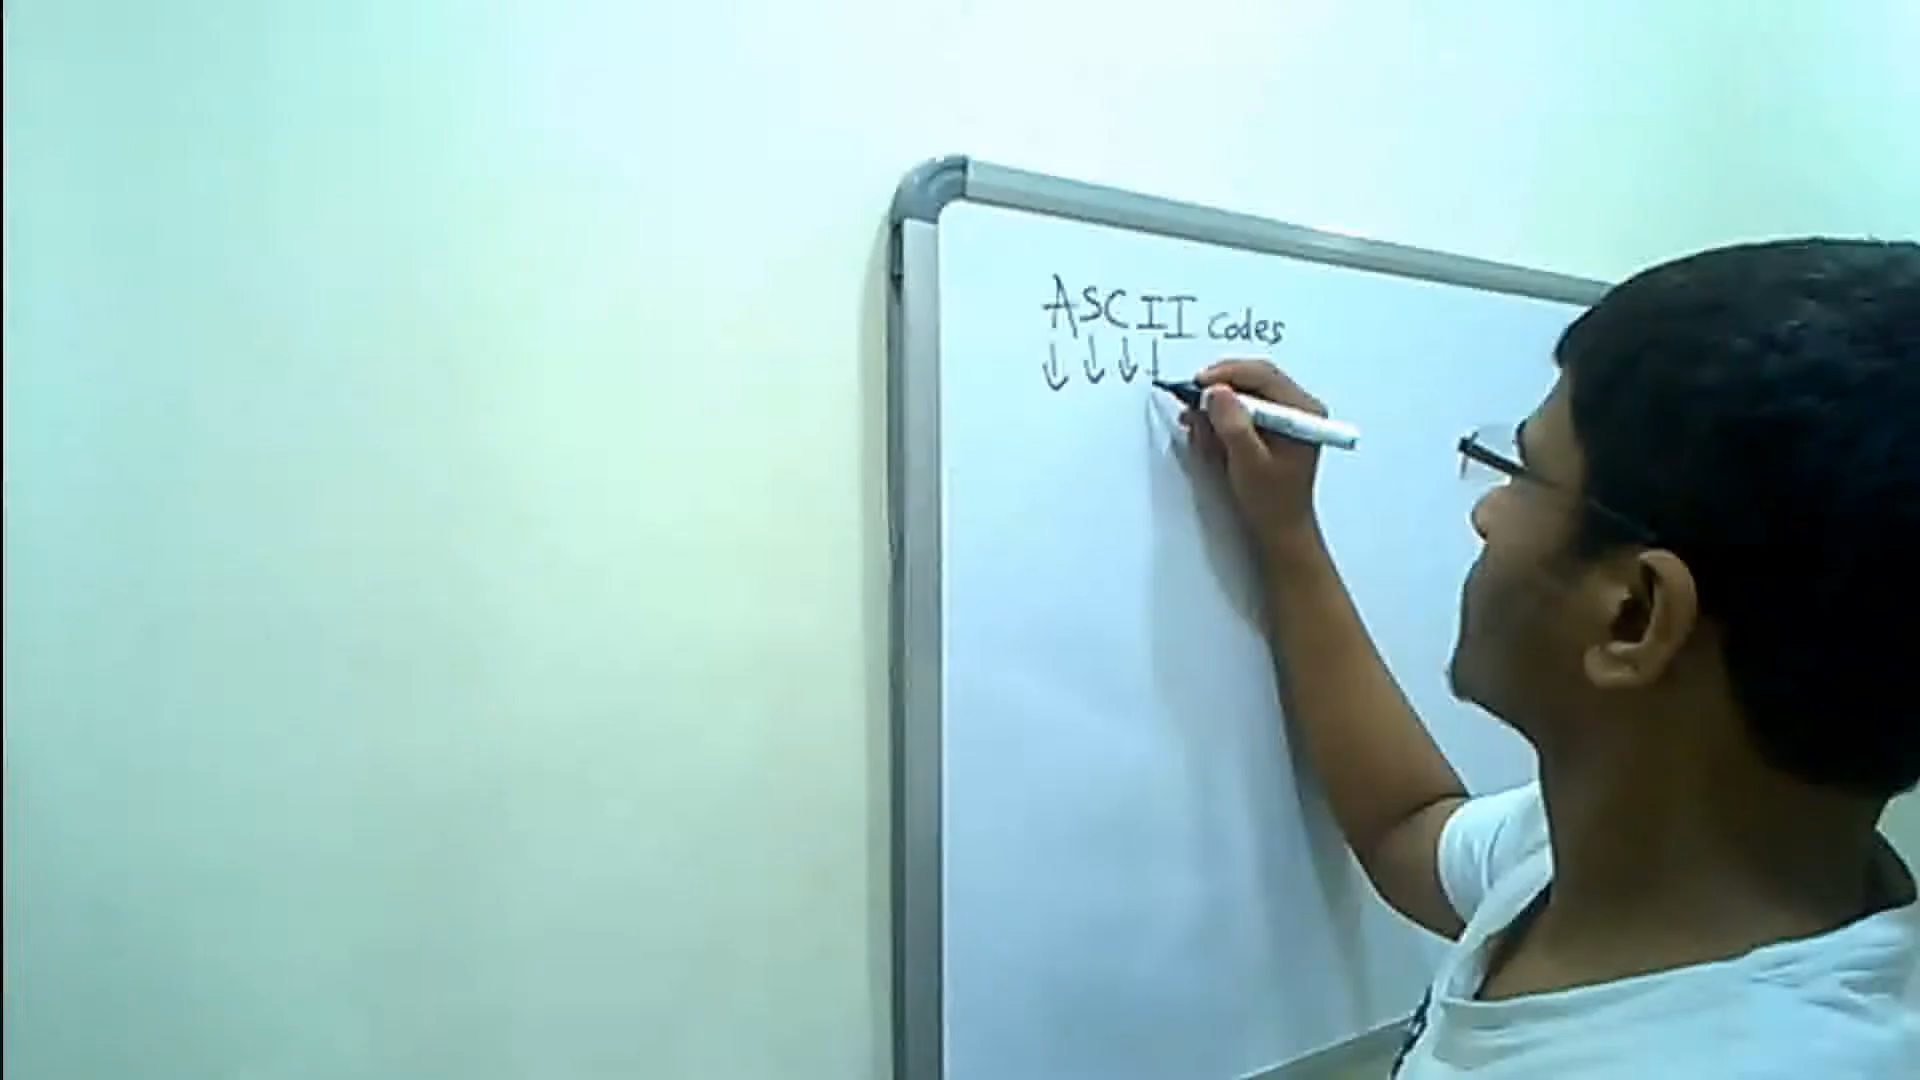 ASCII Codes
↓ ↓ ↓ ↓